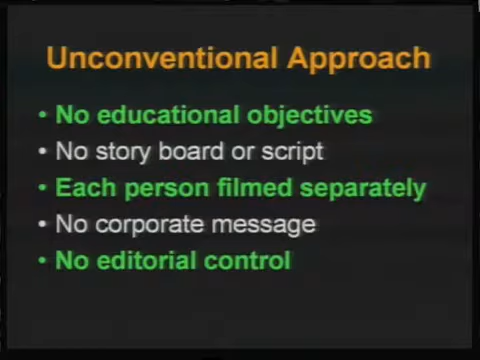 Unconventional Approach
• No educational objectives
• No story board or script
• Each person filmed separately
• No corporate message
• No editorial control